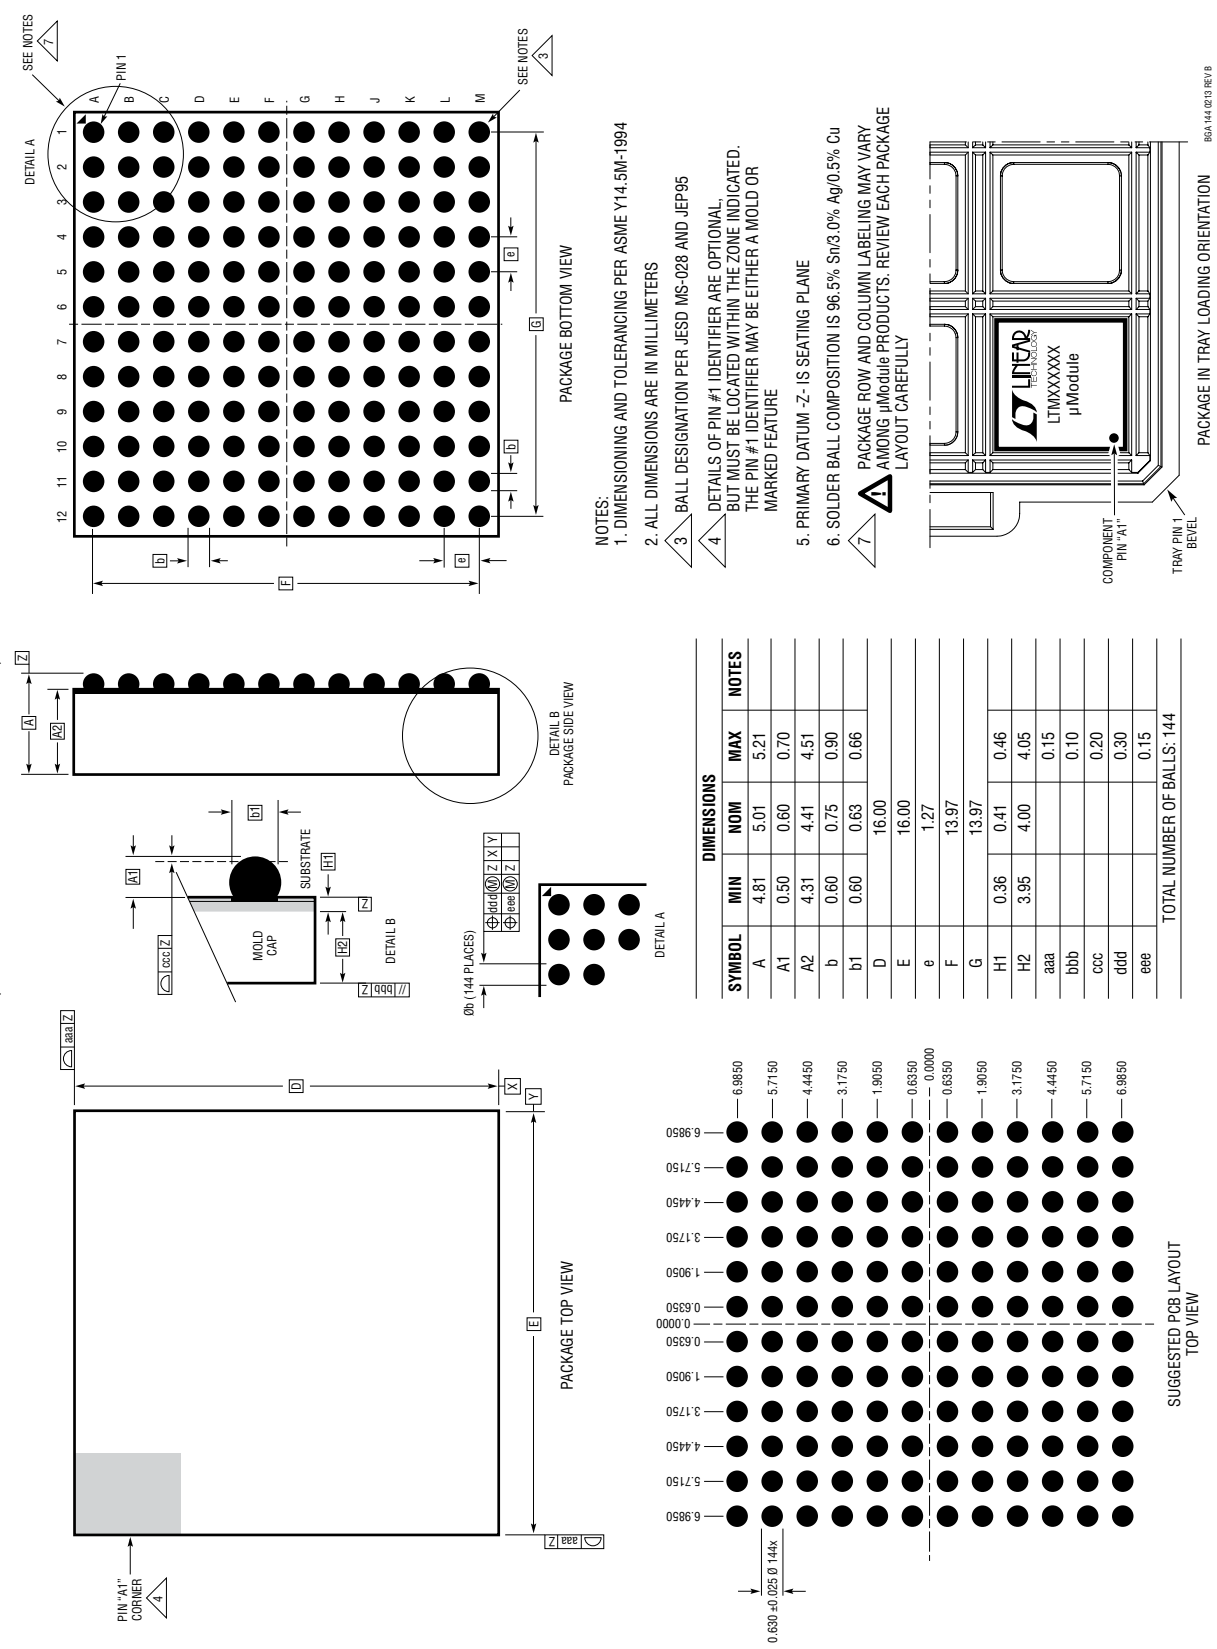 aaa Z
D
X
Y
E
PACKAGE TOP VIEW
PIN “A1”
CORNER
4
aaa Z
A1
ccc Z
b1
MOLD
CAP
SUBSTRATE
H1
Z
H2
bbb Z
//
DETAIL B
Øb (144 PLACES)
ddd M Z X Y
eee M Z
DETAIL A
A
Z
A2
DETAIL B
PACKAGE SIDE VIEW
SEE NOTES
7
DETAIL A
PIN 1
A
B
C
D
E
F
G
H
J
K
L
M
12
11
10
9
8
7
6
5
4
3
2
1
b
F
e
b
e
G
SEE NOTES
3
PACKAGE BOTTOM VIEW
0.630 ±0.025 Ø 144x
6.9850
5.7150
4.4450
3.1750
1.9050
0.6350
0.0000
0.6350
1.9050
3.1750
4.4450
5.7150
6.9850
6.9850
5.7150
4.4450
3.1750
1.9050
0.6350
0.0000
0.6350
1.9050
3.1750
4.4450
5.7150
6.9850
SUGGESTED PCB LAYOUT
TOP VIEW
DIMENSIONS
SYMBOL MIN NOM MAX NOTES
A 4.81 5.01 5.21
A1 0.50 0.60 0.70
A2 4.31 4.41 4.51
b 0.60 0.75 0.90
b1 0.60 0.63 0.66
D 16.00
E 16.00
e 1.27
F 13.97
G 13.97
H1 0.36 0.41 0.46
H2 3.95 4.00 4.05
aaa 0.15
bbb 0.10
ccc 0.20
ddd 0.30
eee 0.15
TOTAL NUMBER OF BALLS: 144
NOTES:
1. DIMENSIONING AND TOLERANCING PER ASME Y14.5M-1994
2. ALL DIMENSIONS ARE IN MILLIMETERS
3 BALL DESIGNATION PER JESD MS-028 AND JEP95
4 DETAILS OF PIN #1 IDENTIFIER ARE OPTIONAL,
BUT MUST BE LOCATED WITHIN THE ZONE INDICATED.
THE PIN #1 IDENTIFIER MAY BE EITHER A MOLD OR
MARKED FEATURE
5. PRIMARY DATUM -Z- IS SEATING PLANE
6. SOLDER BALL COMPOSITION IS 96.5% Sn/3.0% Ag/0.5% Cu
7 ! PACKAGE ROW AND COLUMN LABELING MAY VARY
AMONG µModule PRODUCTS. REVIEW EACH PACKAGE
LAYOUT CAREFULLY
LINEAR
TECHNOLOGY
LTMXXXXXX
µModule
COMPONENT
PIN “A1”
TRAY PIN 1
BEVEL
PACKAGE IN TRAY LOADING ORIENTATION
BGA 144 0213 REV B